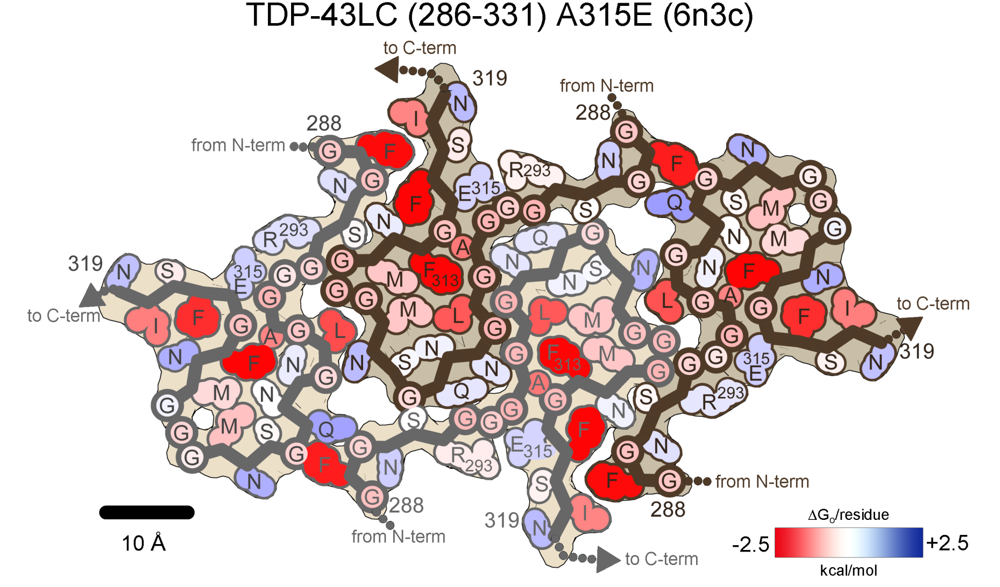 TDP-43LC (286-331) A315E (6n3c)
to C-term
319
from N-term
288
N
I
288
G
S
N
F
G
F
N
from N-term
G
N
R293
G
G
G
G
N
E315
F
Q
S
M
G
F
G
G
S
N
G
G
R293
S
G
Q
G
N
M
A
G
319
N
S
315
E
G
G
G
M
F313
G
N
N
S
N
G
N
F
N
to C-term
G
G
G
G
L
G
A
G
F
I
to C-term
I
F
G
A
G
L
M
L
G
L
M
G
G
G
315
E
S
N
319
N
F
N
G
N
S
N
N
G
F313
M
G
G
G
M
N
Q
A
G
N
S
R293
G
G
M
S
Q
S
G
G
G
E315
F
G
N
G
N
G
F
G
N
R293
S
F
G
from N-term
288
G
288
from N-term
319
N
I
to C-term
10 Å
ΔGo/residue
-2.5
+2.5
kcal/mol